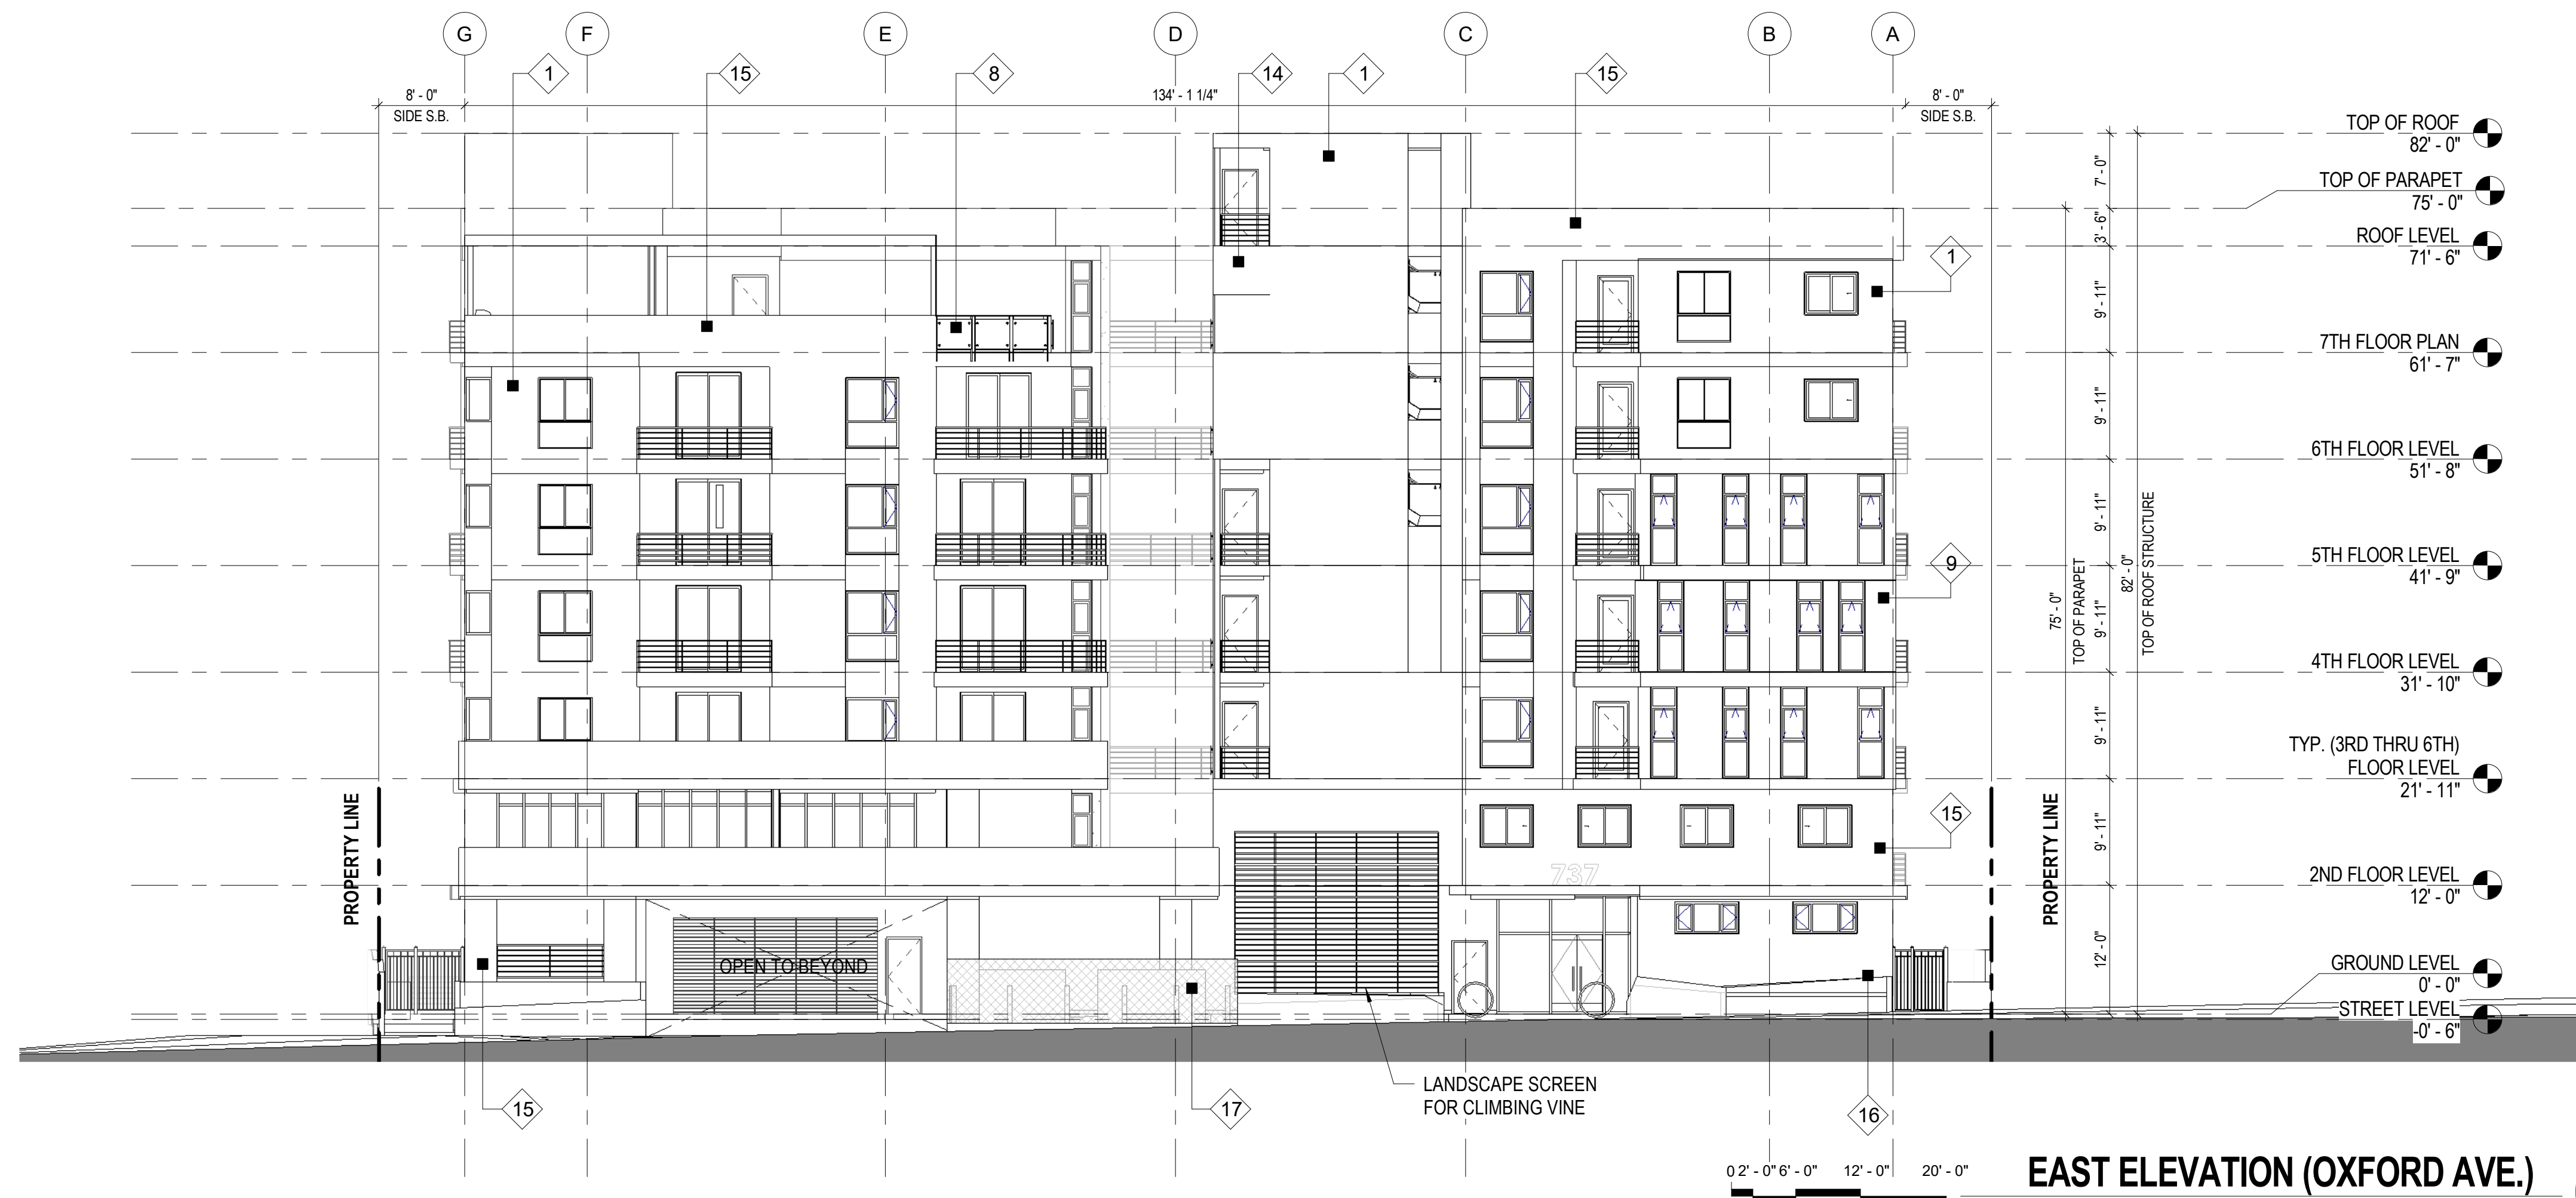 G F E D C B A
1 15 8 14 1 15
8' - 0" 134' - 1 1/4" 8' - 0"
SIDE S.B. SIDE S.B.
TOP OF ROOF
82' - 0"
7' - 0"
TOP OF PARAPET
75' - 0"
3' - 6"
ROOF LEVEL
71' - 6"
1
9' - 11"
7TH FLOOR PLAN
61' - 7"
9' - 11"
6TH FLOOR LEVEL
51' - 8"
9' - 11"
5TH FLOOR LEVEL
41' - 9"
9
9' - 11"
75' - 0"
TOP OF PARAPET
82' - 0"
TOP OF ROOF STRUCTURE
4TH FLOOR LEVEL
31' - 10"
9' - 11"
TYP. (3RD THRU 6TH)
FLOOR LEVEL
21' - 11"
15
9' - 11"
PROPERTY LINE
PROPERTY LINE
737
2ND FLOOR LEVEL
12' - 0"
12' - 0"
OPEN TO BEYOND
GROUND LEVEL
0' - 0"
STREET LEVEL
-0' - 6"
LANDSCAPE SCREEN
FOR CLIMBING VINE
15 17 16
0 2' - 0" 6' - 0" 12' - 0" 20' - 0"
EAST ELEVATION (OXFORD AVE.)